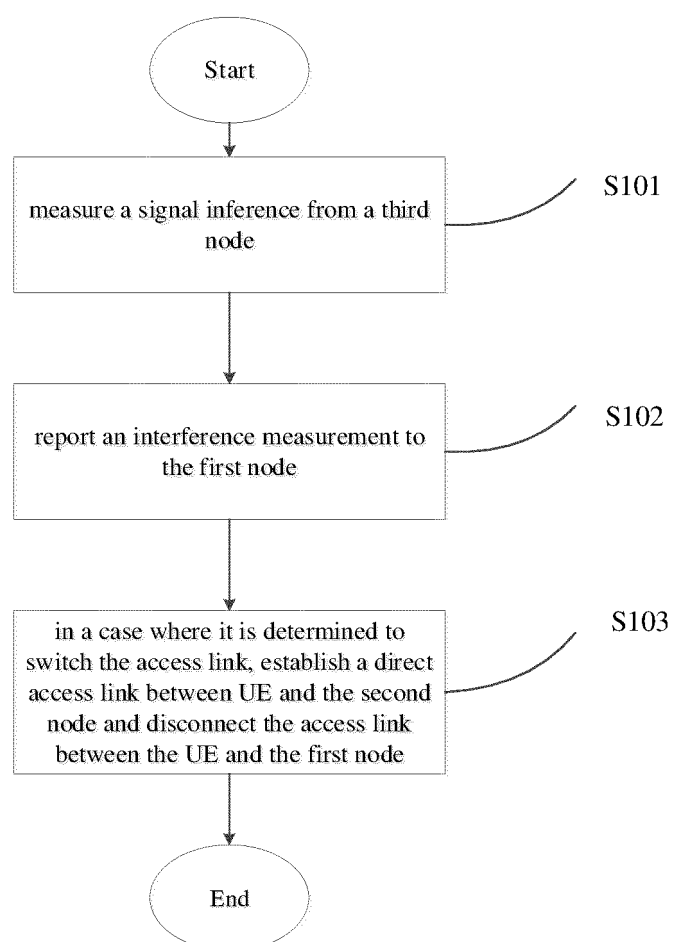 Start
measure a signal inference from a third
node
S101
report an interference measurement to
the first node
S102
in a case where it is determined to
switch the access link, establish a direct
access link between UE and the second
node and disconnect the access link
between the UE and the first node
S103
End